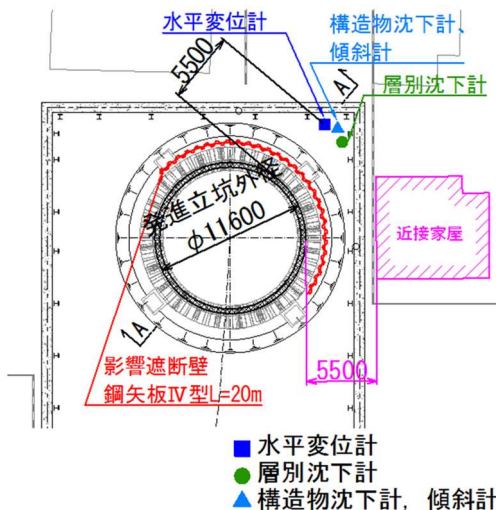 水平変位計
構造物沈下計、
傾斜計
層別沈下計
5500
A
発進立坑外径
φ11600
近接家屋
A
影響遮断壁
鋼矢板Ⅳ型L=20m
5500
水平変位計
層別沈下計
構造物沈下計，傾斜計